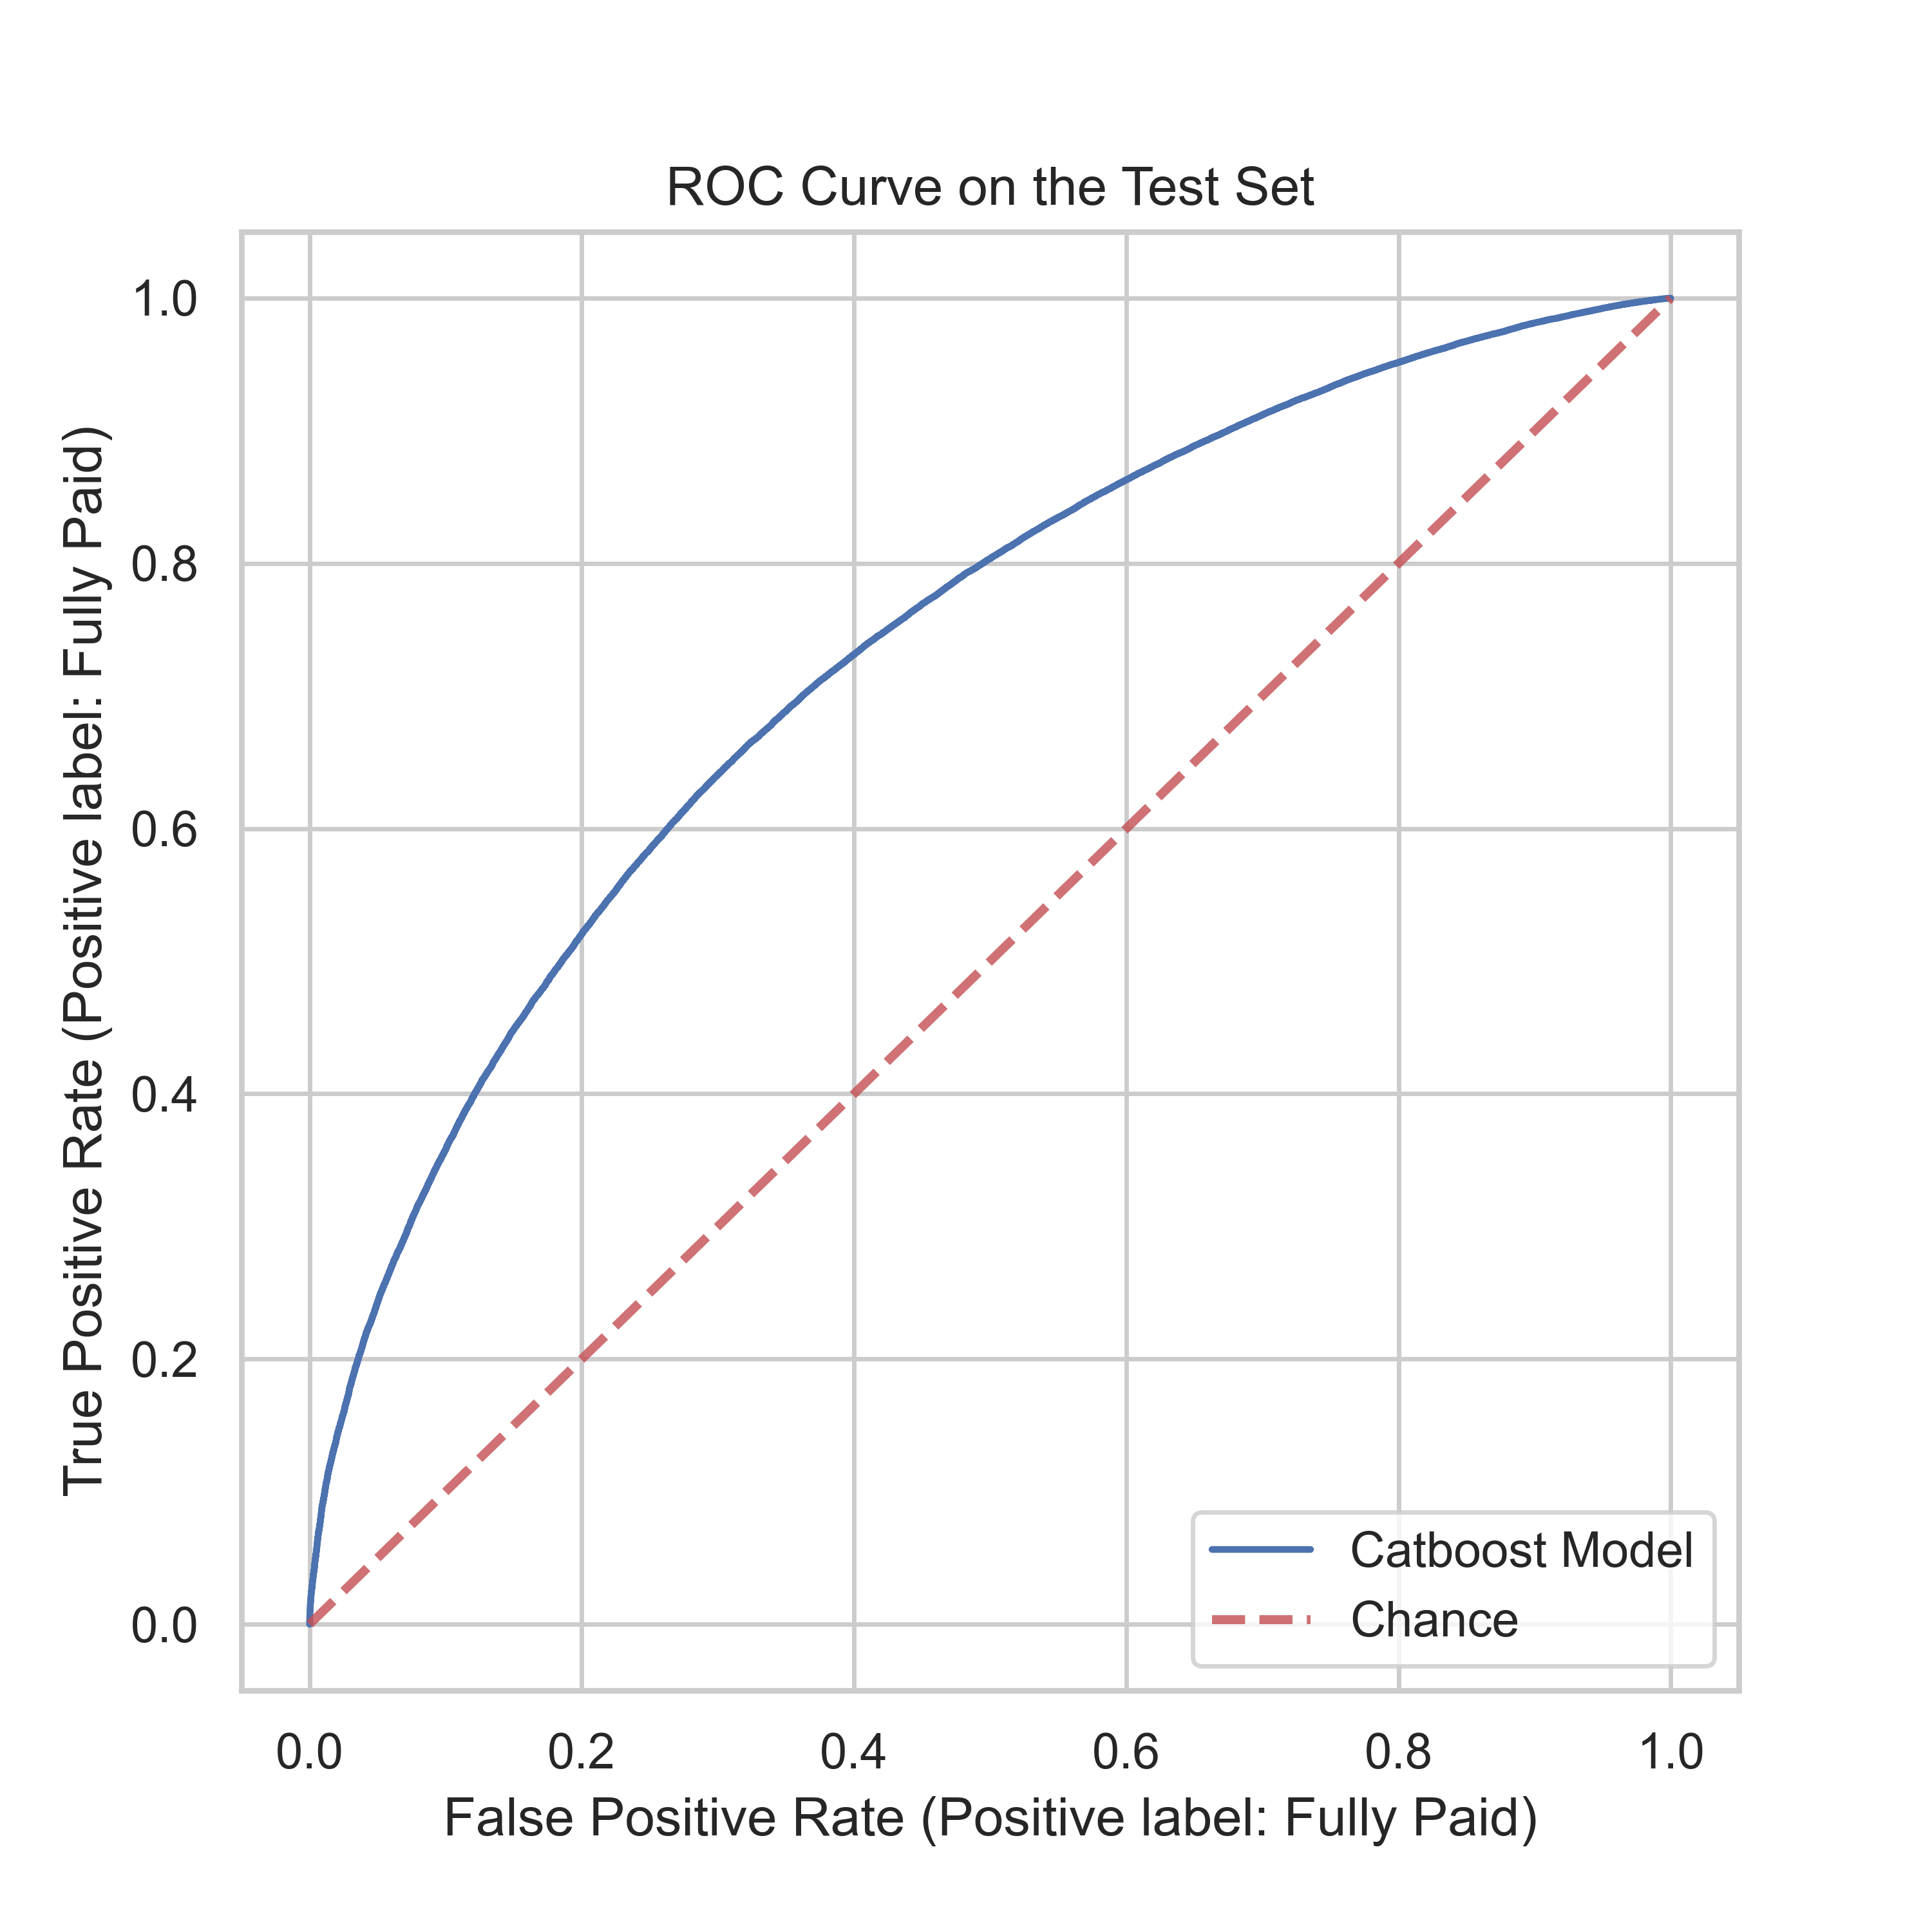 ROC Curve on the Test Set
True Positive Rate (Positive label: Fully Paid)
1.0
0.8
0.6
0.4
0.2
0.0
Catboost Model
Chance
0.0 0.2 0.4 0.6 0.8 1.0
False Positive Rate (Positive label: Fully Paid)